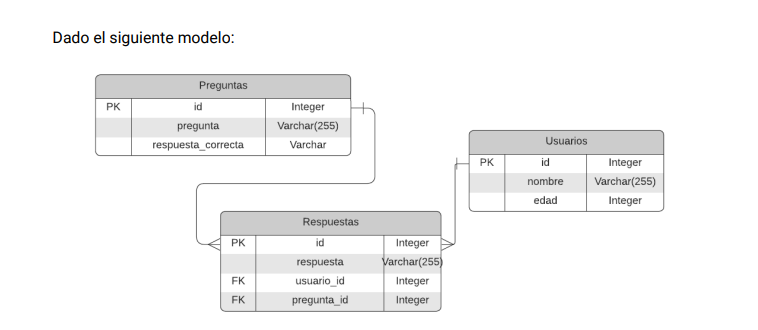 Dado el siguiente modelo:
Preguntas
PK id Integer
pregunta Varchar(255)
respuesta_correcta Varchar
Usuarios
PK id Integer
nombre Varchar(255)
edad Integer
Respuestas
PK id Integer
respuesta Varchar(255)
FK usuario_id Integer
FK pregunta_id Integer